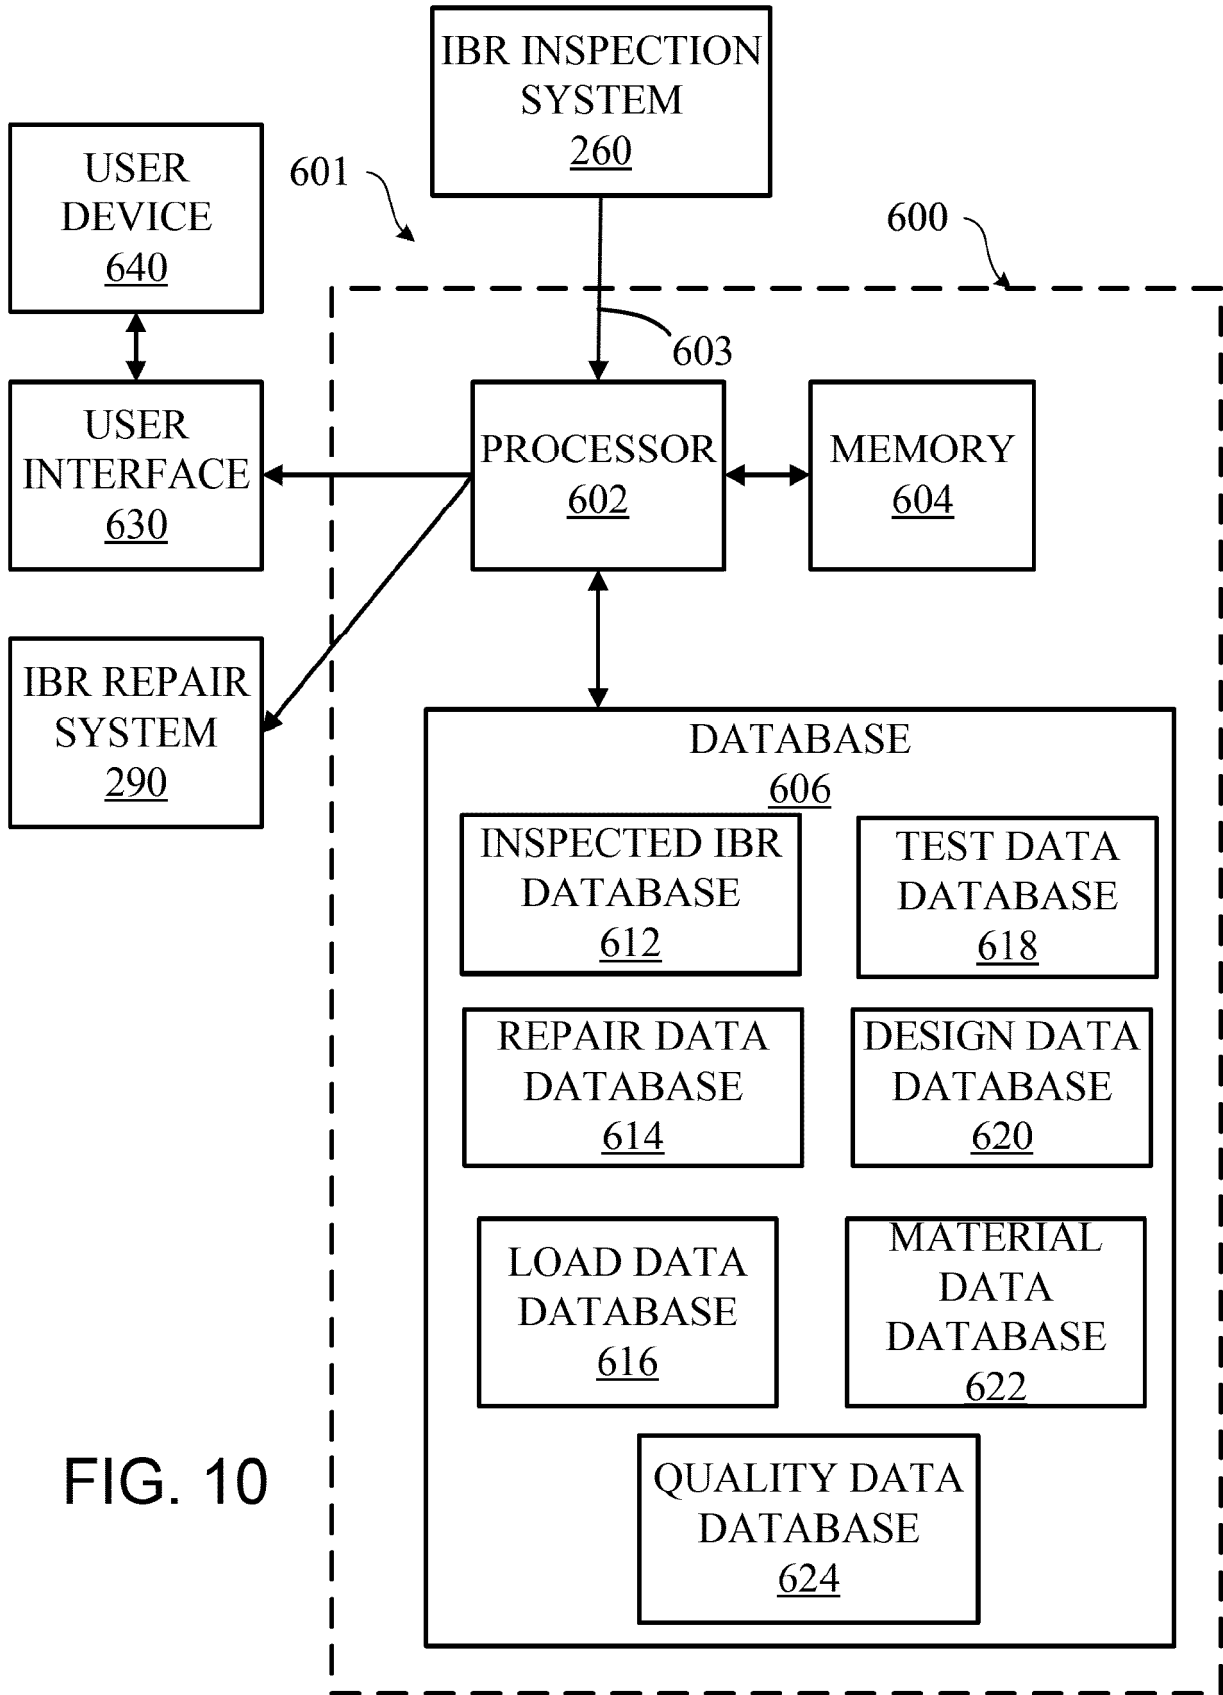 IBR INSPECTION
SYSTEM
260
USER
DEVICE
640
601
600
603
USER
INTERFACE
630
PROCESSOR
602
MEMORY
604
IBR REPAIR
SYSTEM
290
DATABASE
606
INSPECTED IBR
DATABASE
612
TEST DATA
DATABASE
618
REPAIR DATA
DATABASE
614
DESIGN DATA
DATABASE
620
LOAD DATA
DATABASE
616
MATERIAL
DATA
DATABASE
622
QUALITY DATA
DATABASE
624
FIG. 10